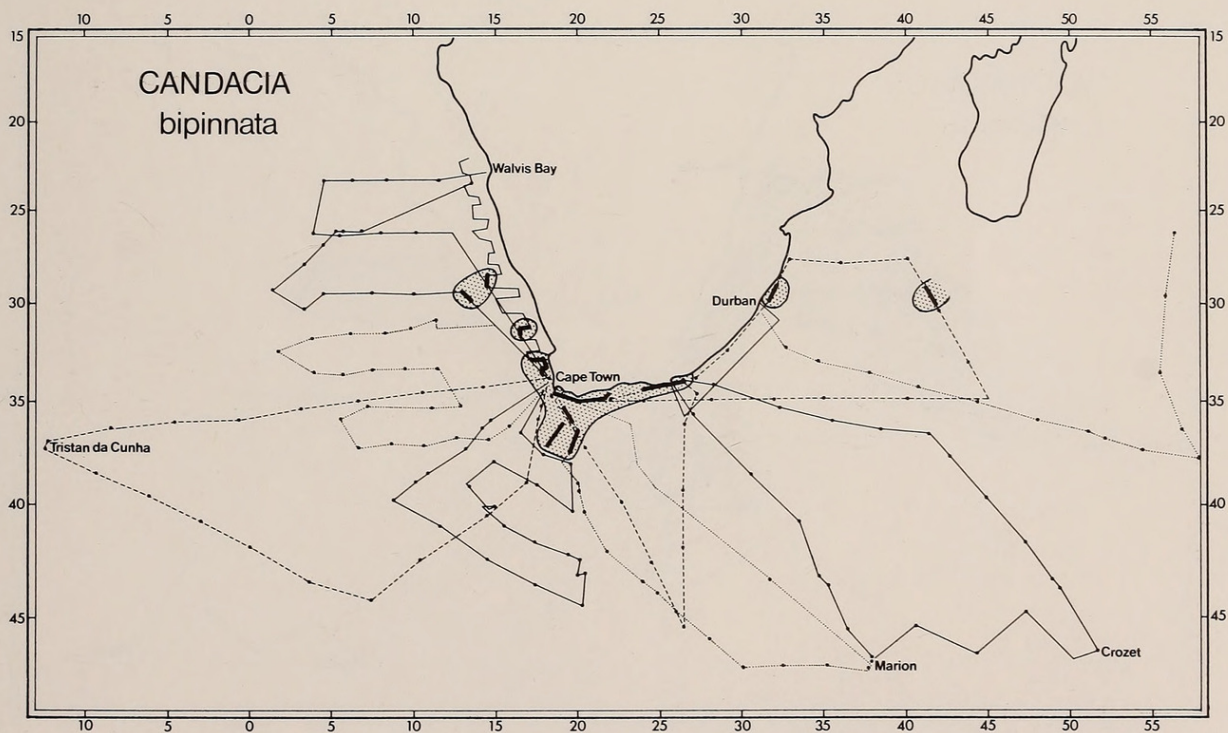 10 5 0 5 10 15 20 25 30 35 40 45 50 55
15 15
CANDACIA
bipinnata
20 20
Walvis Bay
25 30
30 Durban 30
Cape Town
35 35
Tristan da Cunha
40 40
45 45
Marion
Crozet
10 5 0 5 10 15 20 25 30 35 40 45 50 55